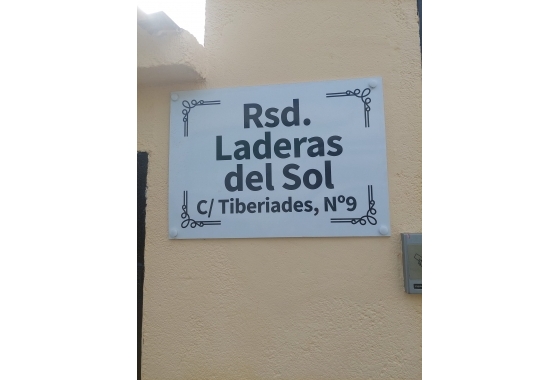 Rsd.
Laderas
del Sol
C/ Tiberiades, Nº9